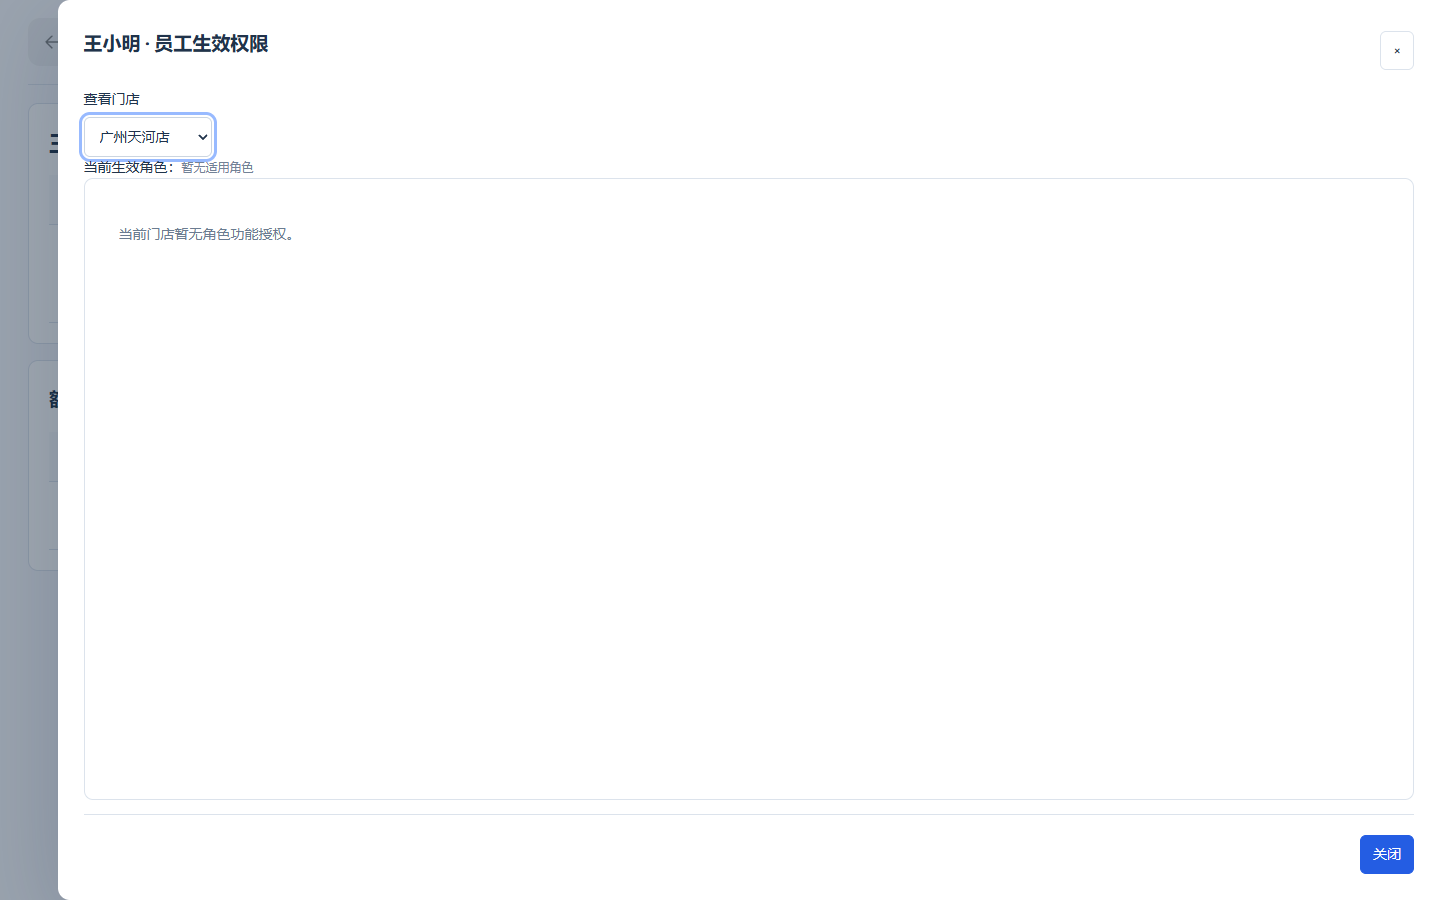 王小明 · 员工生效权限
×
查看门店
广州天河店
当前生效角色：暂无适用角色
当前门店暂无角色功能授权。
关闭